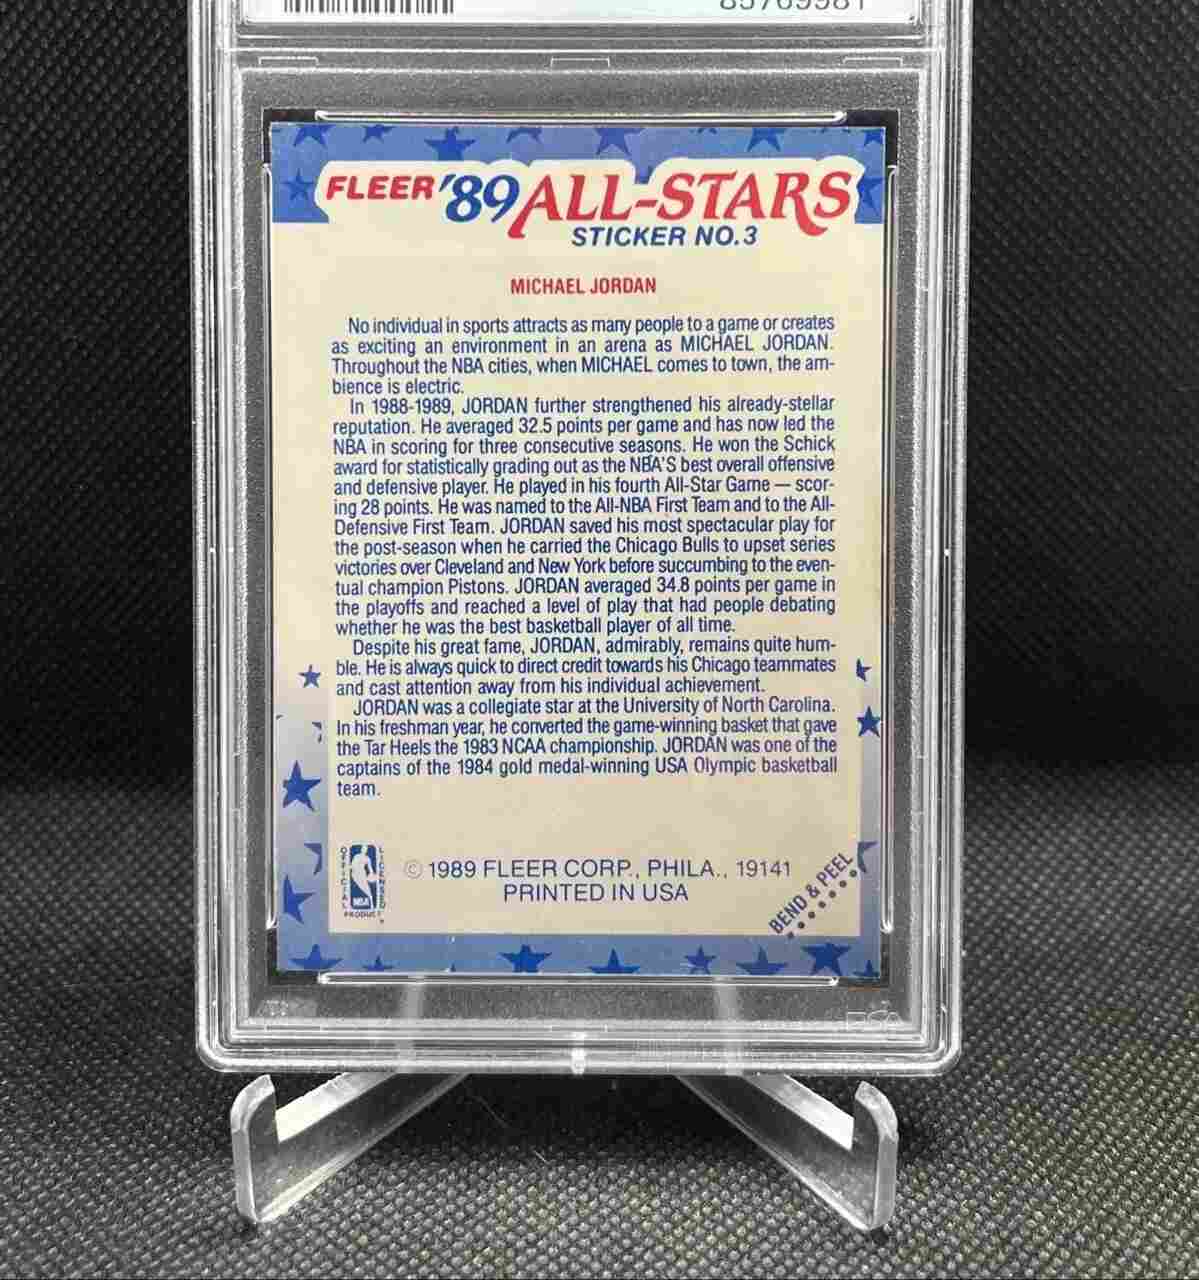 85769981
FLEER '89 ALL-STARS
STICKER NO.3
MICHAEL JORDAN
No individual in sports attracts as many people to a game or creates
as exciting an environment in an arena as MICHAEL JORDAN.
Throughout the NBA cities, when MICHAEL comes to town, the am-
bience is electric.
In 1988-1989, JORDAN further strengthened his already-stellar
reputation. He averaged 32.5 points per game and has now led the
NBA in scoring for three consecutive seasons. He won the Schick
award for statistically grading out as the NBA'S best overall offensive
and defensive player. He played in his fourth All-Star Game — scor-
ing 28 points. He was named to the All-NBA First Team and to the All-
Defensive First Team. JORDAN saved his most spectacular play for
the post-season when he carried the Chicago Bulls to upset series
victories over Cleveland and New York before succumbing to the even-
tual champion Pistons. JORDAN averaged 34.8 points per game in
the playoffs and reached a level of play that had people debating
whether he was the best basketball player of all time.
Despite his great fame, JORDAN, admirably, remains quite hum-
ble. He is always quick to direct credit towards his Chicago teammates
and cast attention away from his individual achievement.
JORDAN was a collegiate star at the University of North Carolina.
In his freshman year, he converted the game-winning basket that gave
the Tar Heels the 1983 NCAA championship. JORDAN was one of the
captains of the 1984 gold medal-winning USA Olympic basketball
team.
OFFICIAL NBA LICENSED
PRODUCT
© 1989 FLEER CORP., PHILA., 19141
PRINTED IN USA
BEND & PEEL
PSA